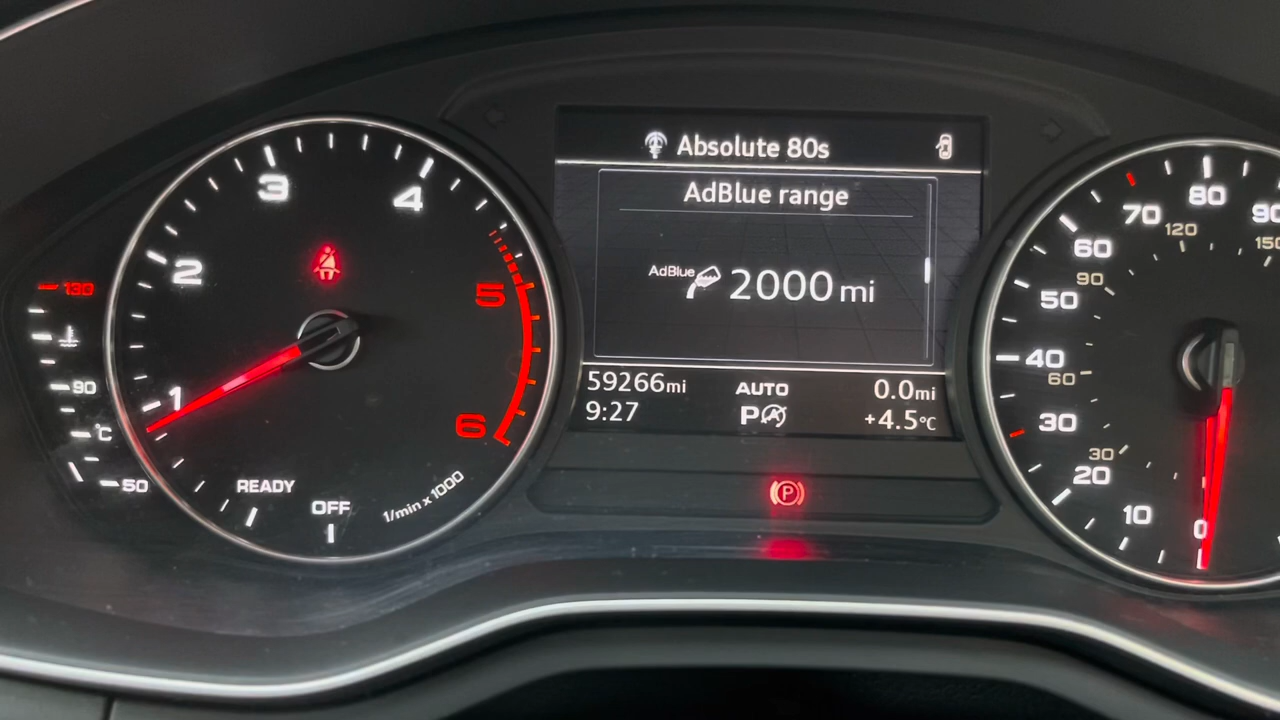 Absolute 80s
AdBlue range
AdBlue 2000 mi
59266mi AUTO 0.0mi
9:27 P A +4.5°C
130
90
°C
50
1
2
3
4
5
6
READY
OFF
1/min x 1000
P
0
10
20
30
40
50
60
70
80
90
30
60
90
120
150